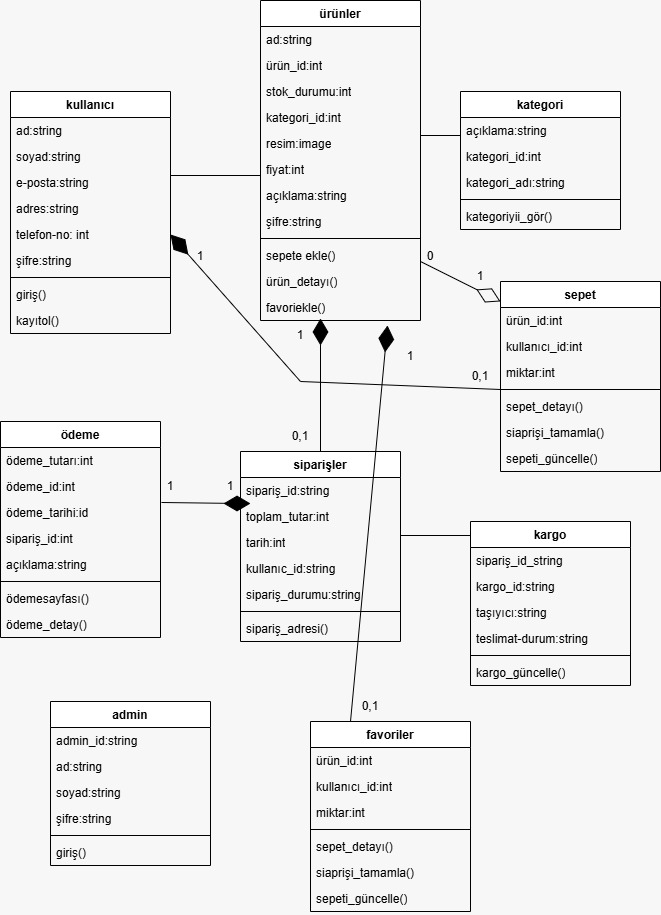 ürünler
ad:string
ürün_id:int
stok_durumu:int
kategori_id:int
resim:image
fiyat:int
açıklama:string
şifre:string
sepete ekle()
ürün_detayı()
favoriekle()
kullanıcı
ad:string
soyad:string
e-posta:string
adres:string
telefon-no: int
şifre:string
giriş()
kayıtol()
kategori
açıklama:string
kategori_id:int
kategori_adı:string
kategoriyii_gör()
0
1
1
sepet
ürün_id:int
kullanıcı_id:int
miktar:int
sepet_detayı()
siaprişi_tamamla()
sepeti_güncelle()
1
1
0,1
0,1
ödeme
ödeme_tutarı:int
ödeme_id:int
ödeme_tarihi:id
sipariş_id:int
açıklama:string
ödemesayfası()
ödeme_detay()
1
1
siparişler
sipariş_id:string
toplam_tutar:int
tarih:int
kullanıc_id:string
sipariş_durumu:string
sipariş_adresi()
kargo
sipariş_id_string
kargo_id:string
taşıyıcı:string
teslimat-durum:string
kargo_güncelle()
admin
admin_id:string
ad:string
soyad:string
şifre:string
giriş()
0,1
favoriler
ürün_id:int
kullanıcı_id:int
miktar:int
sepet_detayı()
siaprişi_tamamla()
sepeti_güncelle()